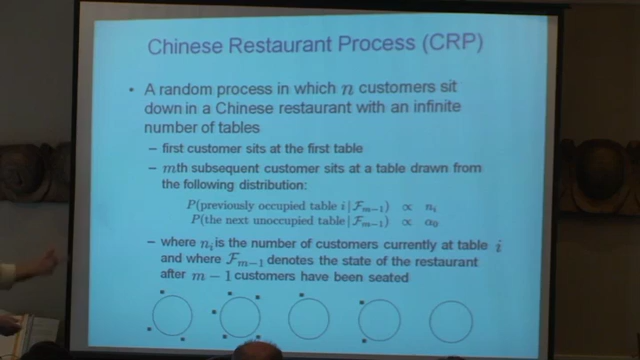 Chinese Restaurant Process (CRP)
• A random process in which n customers sit
down in a Chinese restaurant with an infinite
number of tables
– first customer sits at the first table
– mth subsequent customer sits at a table drawn from
the following distribution:
P(previously occupied table i | F_{m−1}) ∝ n_i
P(the next unoccupied table | F_{m−1}) ∝ α_0
– where n_i is the number of customers currently at table i
and where F_{m−1} denotes the state of the restaurant
after m − 1 customers have been seated